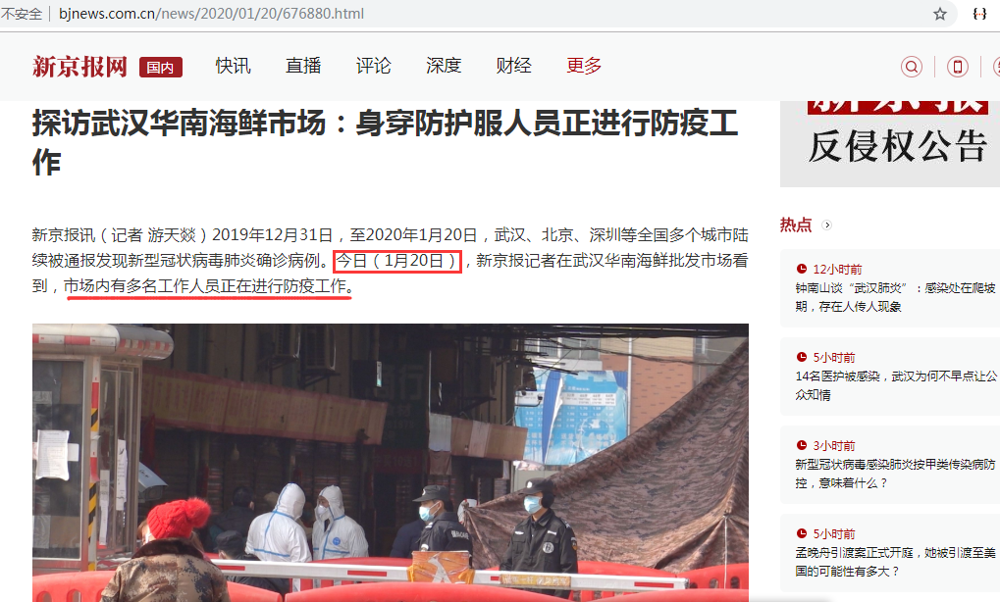 不安全 bjnews.com.cn/news/2020/01/20/676880.html
新京报网 国内 快讯 直播 评论 深度 财经 更多
探访武汉华南海鲜市场：身穿防护服人员正进行防疫工
作
新京报讯（记者 游天燚）2019年12月31日，至2020年1月20日，武汉、北京、深圳等全国多个城市陆
续被通报发现新型冠状病毒肺炎确诊病例。今日（1月20日），新京报记者在武汉华南海鲜批发市场看
到，市场内有多名工作人员正在进行防疫工作。
新京报
反侵权公告
热点
12小时前
钟南山谈“武汉肺炎”：感染处在爬坡
期，存在人传人现象
5小时前
14名医护被感染，武汉为何不早点让公
众知情
3小时前
新型冠状病毒感染肺炎按甲类传染病防
控，意味着什么？
5小时前
孟晚舟引渡案正式开庭，她被引渡至美
国的可能性有多大？